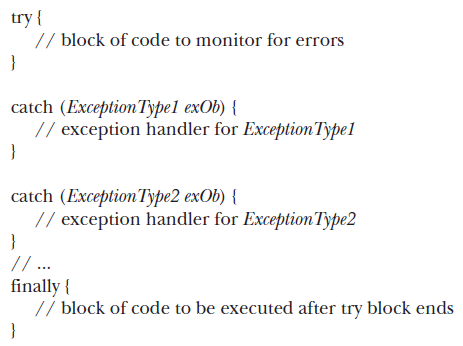 try {
// block of code to monitor for errors
}
catch (ExceptionType1 exOb) {
// exception handler for ExceptionType1
}
catch (ExceptionType2 exOb) {
// exception handler for ExceptionType2
}
// ...
finally {
// block of code to be executed after try block ends
}